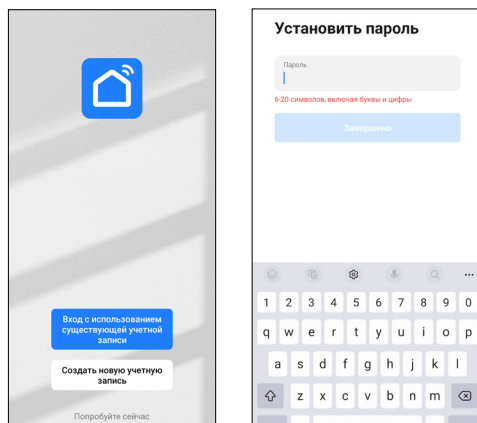 Вход с использованием
существующей учетной
записи
Создать новую учетную
запись
Попробуйте сейчас
Установить пароль
Пароль
6-20 символов, включая буквы и цифры
Завершено
1 2 3 4 5 6 7 8 9 0
q w e r t y u i o p
a s d f g h j k l
z x c v b n m